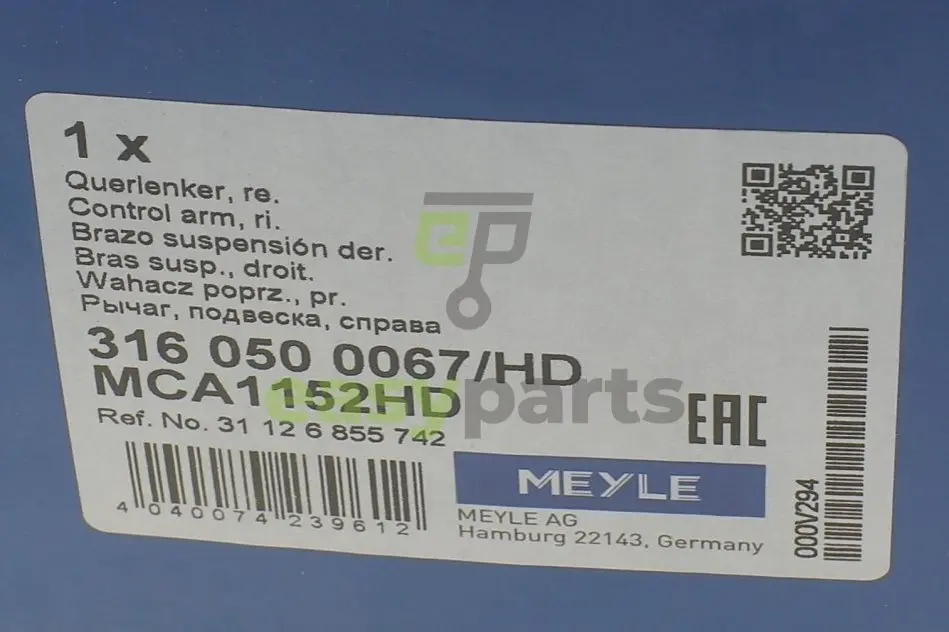 1 x
Querlenker, re.
Control arm, ri.
Brazo suspensión der.
Bras susp., droit.
Wahacz poprz., pr.
Рычаг, подвеска, справа
316 050 0067/HD
MCA1152HD
Ref. No. 31 12 6 855 742
4 040074 239612
MEYLE
MEYLE AG
Hamburg 22143, Germany
EAC
000V294
ep
easyparts